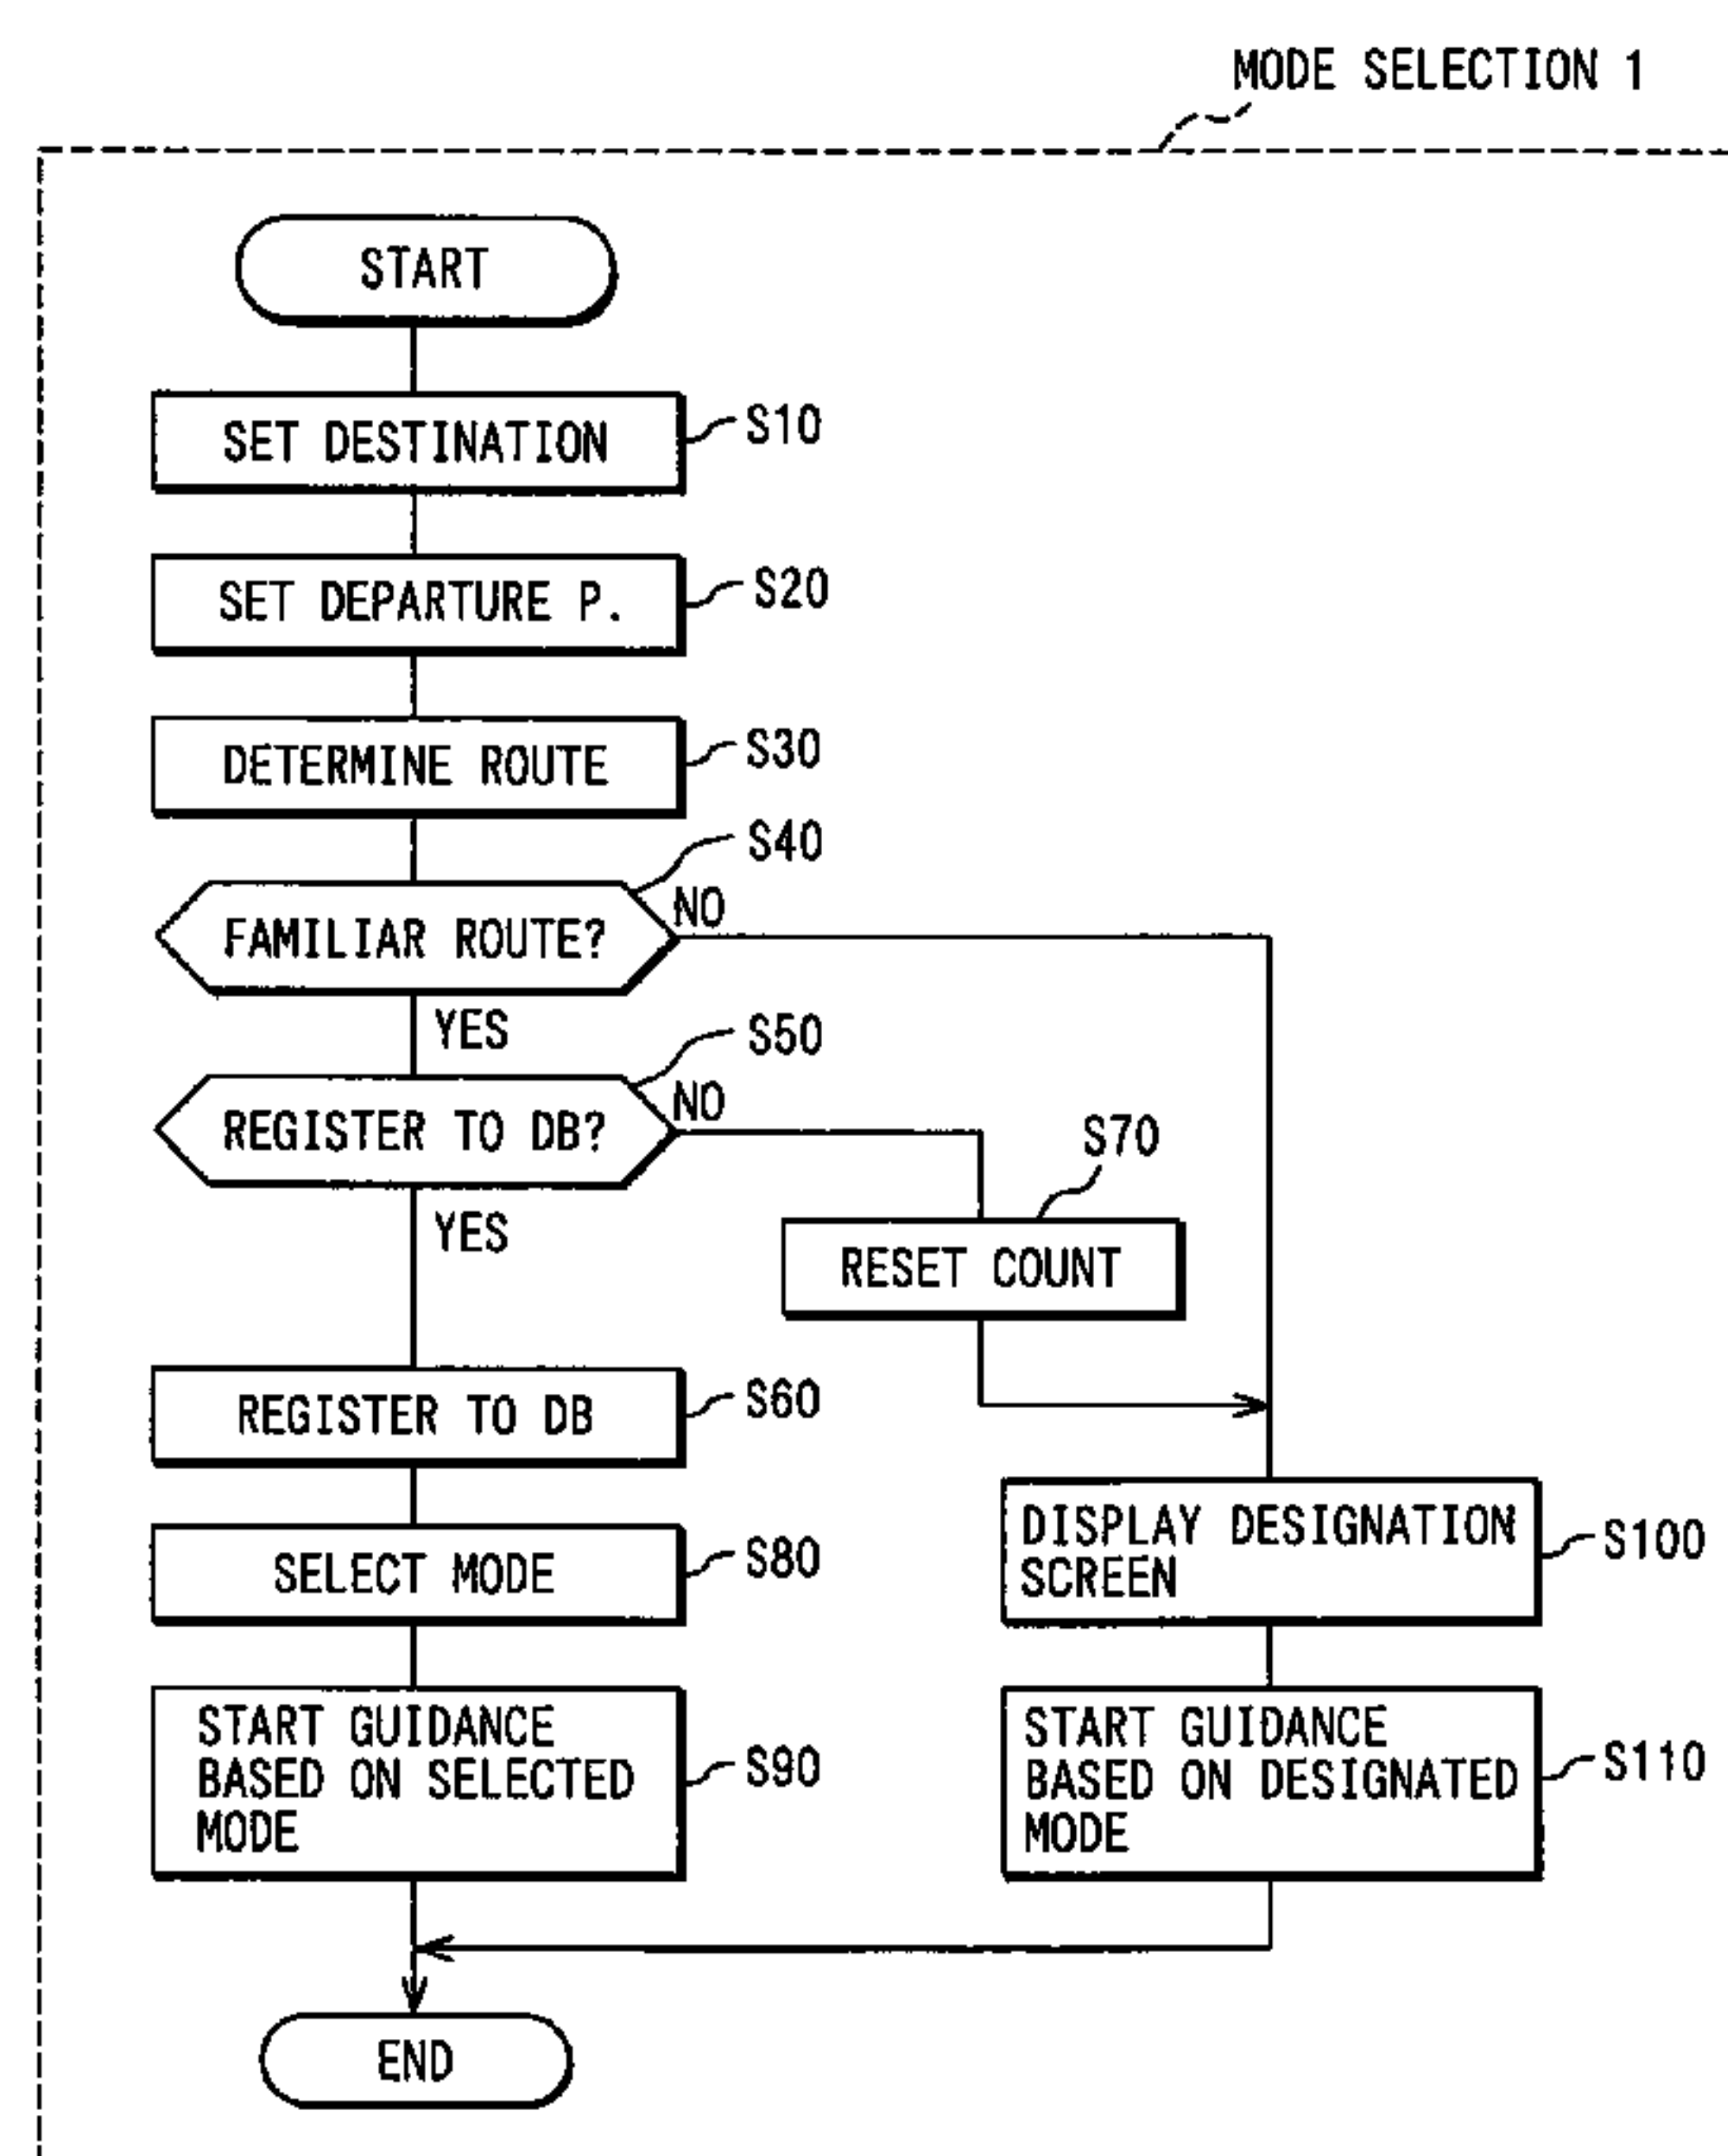 MODE SELECTION 1
START
SET DESTINATION
S10
SET DEPARTURE P.
S20
DETERMINE ROUTE
S30
S40
FAMILIAR ROUTE?
NO
YES
S50
REGISTER TO DB?
NO
YES
S70
RESET COUNT
REGISTER TO DB
S60
SELECT MODE
S80
DISPLAY DESIGNATION
SCREEN
S100
START GUIDANCE
BASED ON SELECTED
MODE
S90
START GUIDANCE
BASED ON DESIGNATED
MODE
S110
END